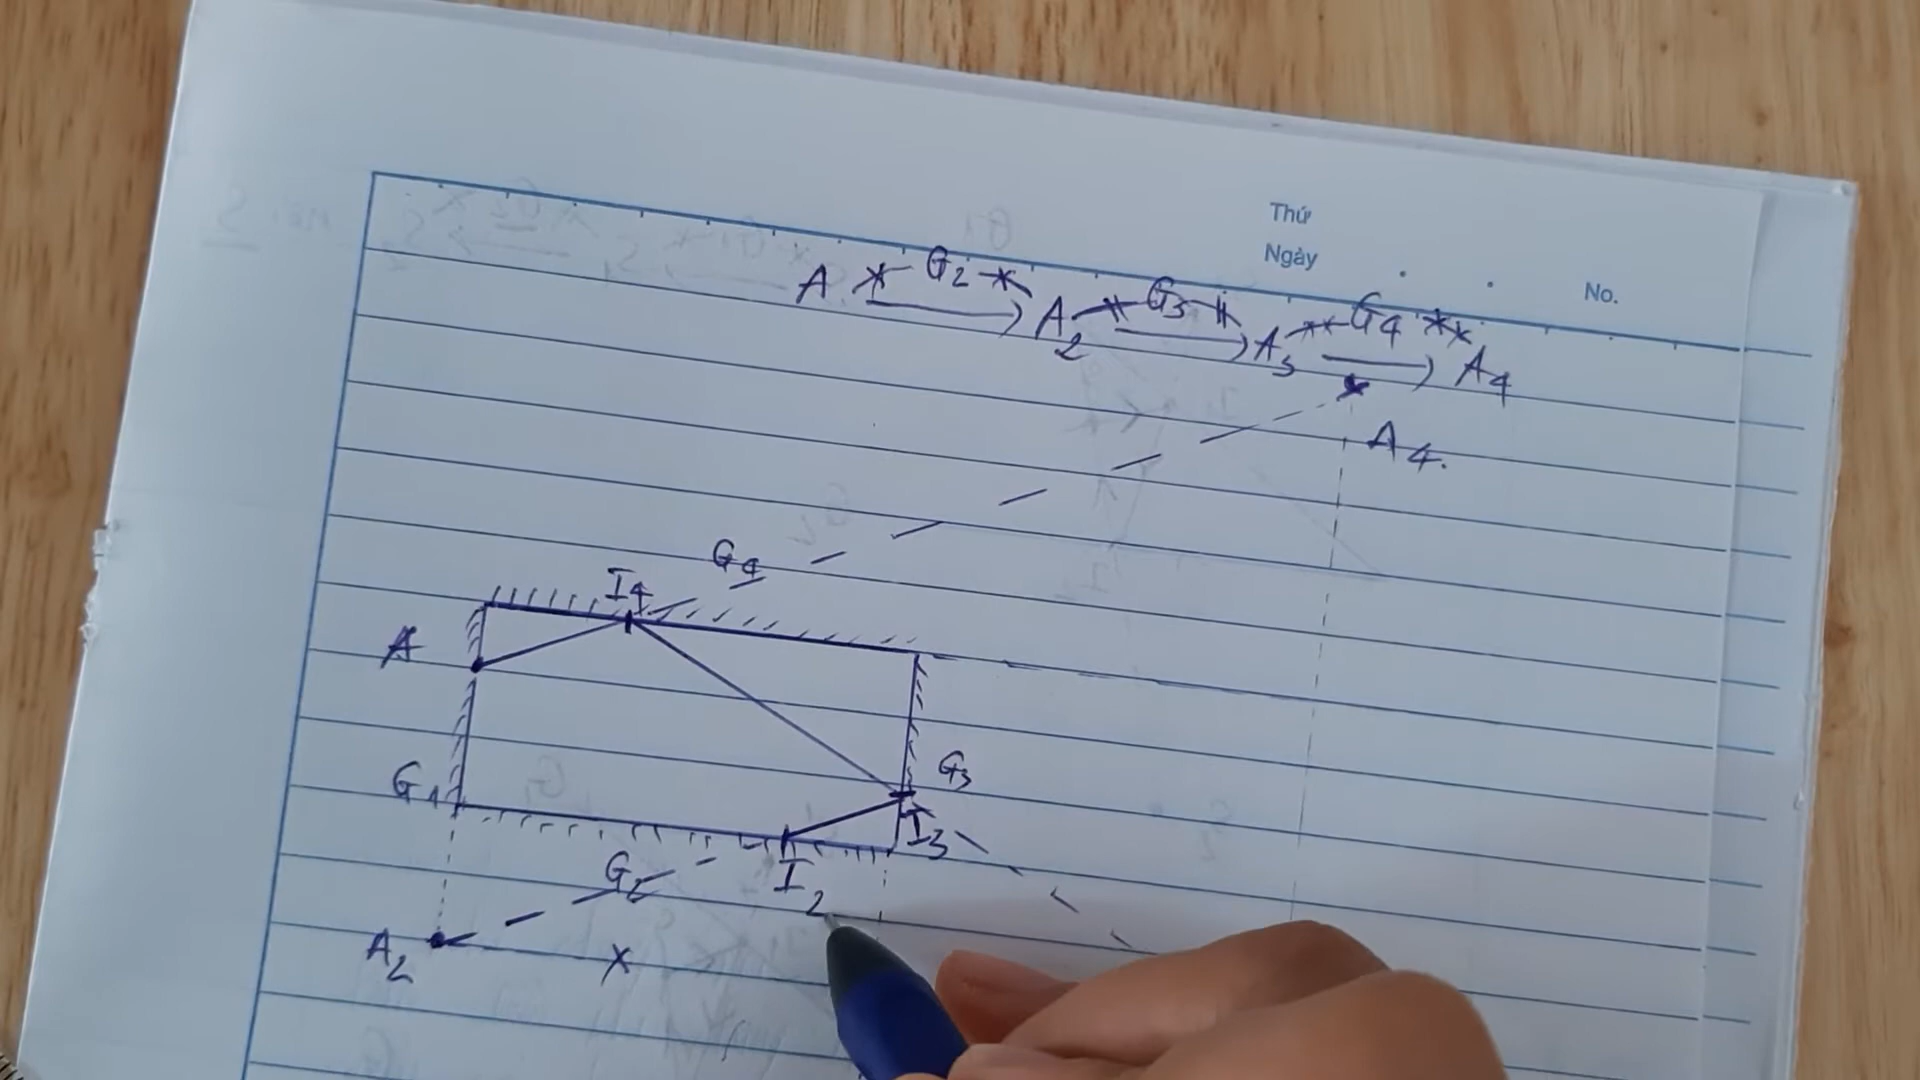 Thứ
Ngày
No.
A G2 A2 G3 A3 G4 A4
A4.
G4
I4
A
G3
G1
I3
G2
I2
A2